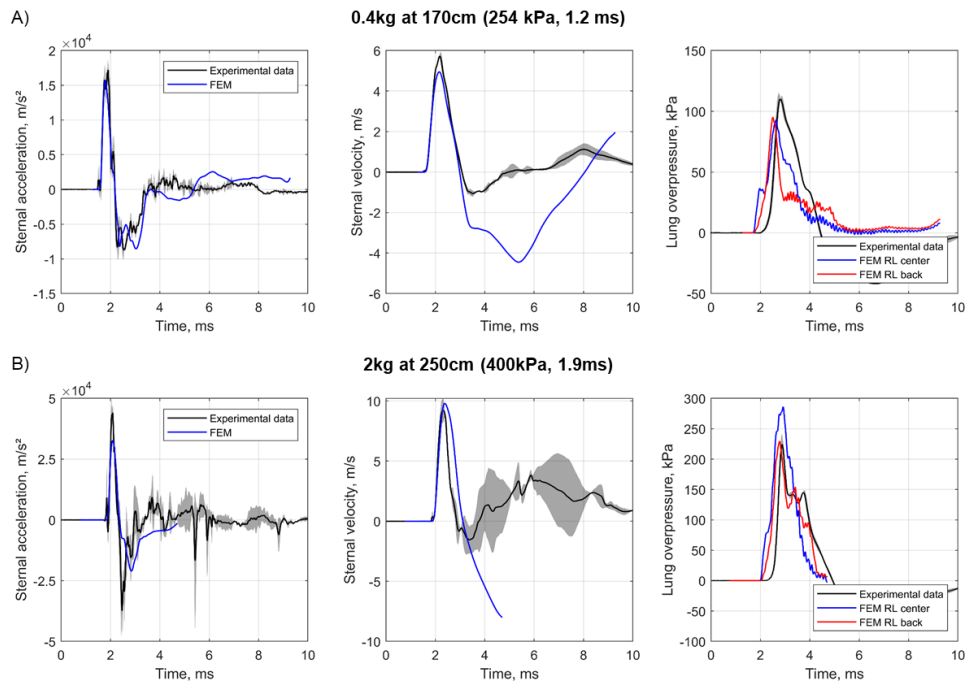 A)
0.4kg at 170cm (254 kPa, 1.2 ms)
×10⁴
2
1.5
1
0.5
0
-0.5
-1
-1.5
0 2 4 6 8 10
Sternal acceleration, m/s²
Time, ms
Experimental data
FEM
6
4
2
0
-2
-4
-6
0 2 4 6 8 10
Sternal velocity, m/s
Time, ms
150
100
50
0
-50
0 2 4 6 8 10
Lung overpressure, kPa
Time, ms
Experimental data
FEM RL center
FEM RL back
B)
2kg at 250cm (400kPa, 1.9ms)
×10⁴
5
2.5
0
-2.5
-5
0 2 4 6 8 10
Sternal acceleration, m/s²
Time, ms
Experimental data
FEM
10
5
0
-5
-10
0 2 4 6 8 10
Sternal velocity, m/s
Time, ms
300
250
200
150
100
50
0
-50
-100
0 2 4 6 8 10
Lung overpressure, kPa
Time, ms
Experimental data
FEM RL center
FEM RL back